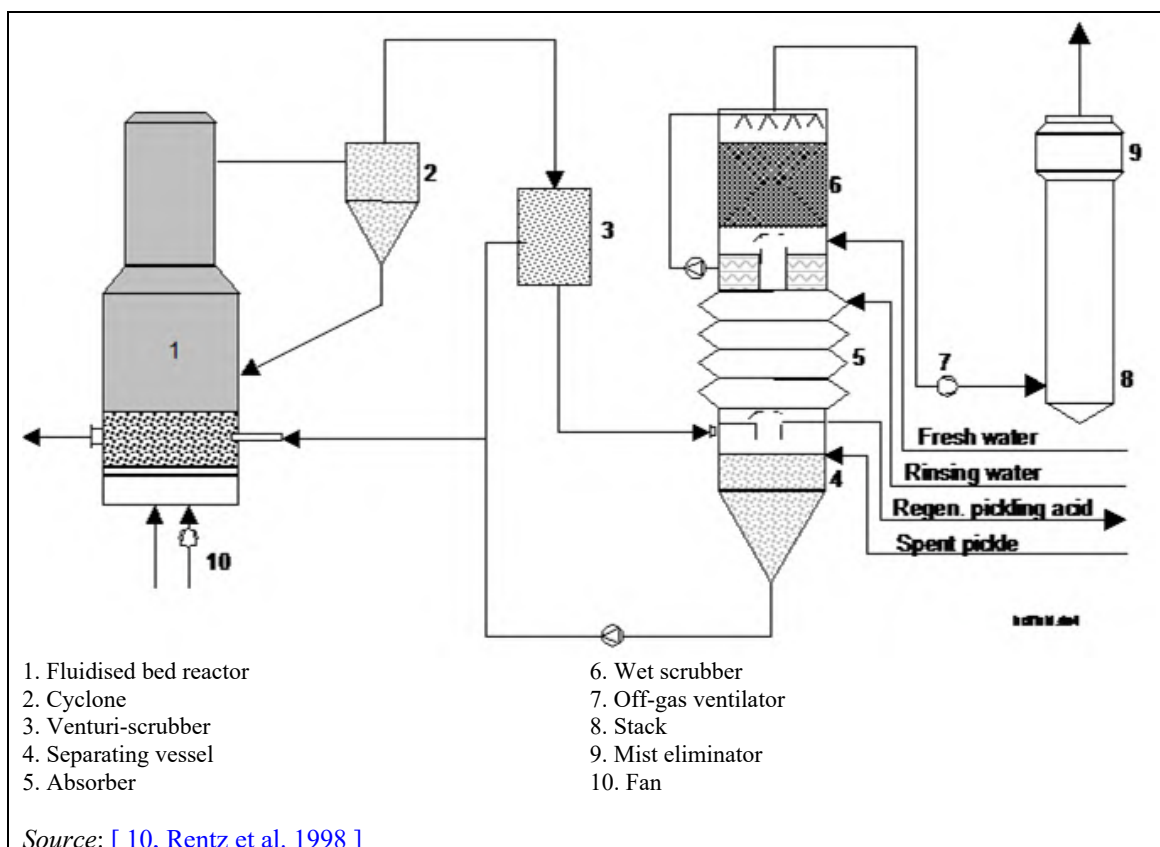 2
9
6
3
1
7
5
8
Fresh water
Rinsing water
4
Regen. pickling acid
Spent pickle
10
1. Fluidised bed reactor
2. Cyclone
3. Venturi-scrubber
4. Separating vessel
5. Absorber
6. Wet scrubber
7. Off-gas ventilator
8. Stack
9. Mist eliminator
10. Fan
Source: [ 10, Rentz et al. 1998 ]